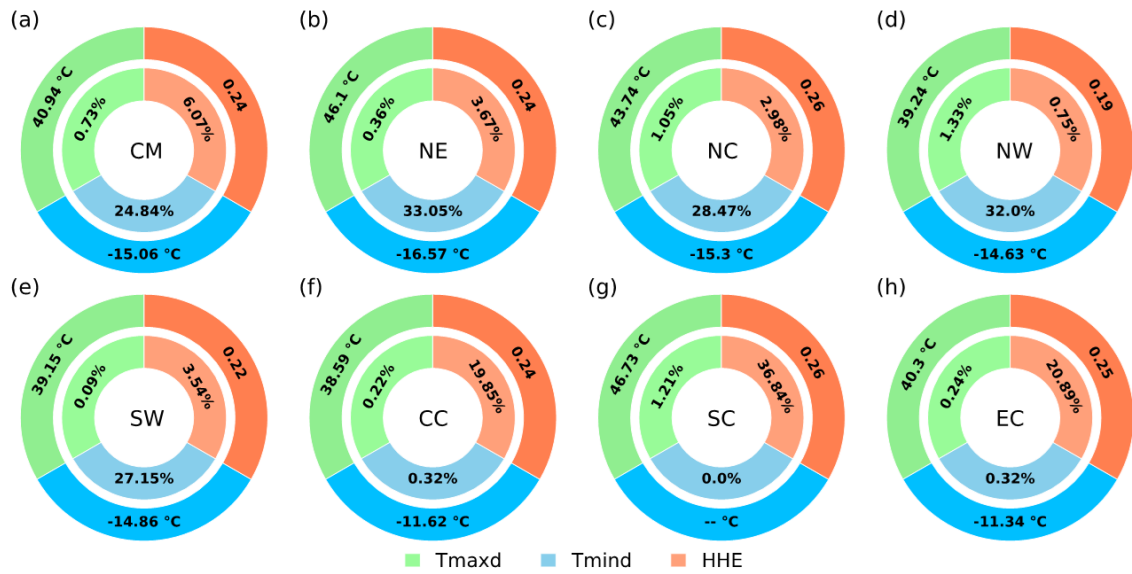 (a)
40.94 °C
0.24
0.73%
6.07%
CM
24.84%
-15.06 °C
(b)
46.1 °C
0.24
0.36%
3.67%
NE
33.05%
-16.57 °C
(c)
43.74 °C
0.26
1.05%
2.98%
NC
28.47%
-15.3 °C
(d)
39.24 °C
0.19
1.33%
0.75%
NW
32.0%
-14.63 °C
(e)
39.15 °C
0.22
0.09%
3.54%
SW
27.15%
-14.86 °C
(f)
38.59 °C
0.24
0.22%
19.85%
CC
0.32%
-11.62 °C
(g)
46.73 °C
0.26
1.21%
36.84%
SC
0.0%
-- °C
(h)
40.3 °C
0.25
0.24%
20.89%
EC
0.32%
-11.34 °C
Tmaxd Tmind HHE